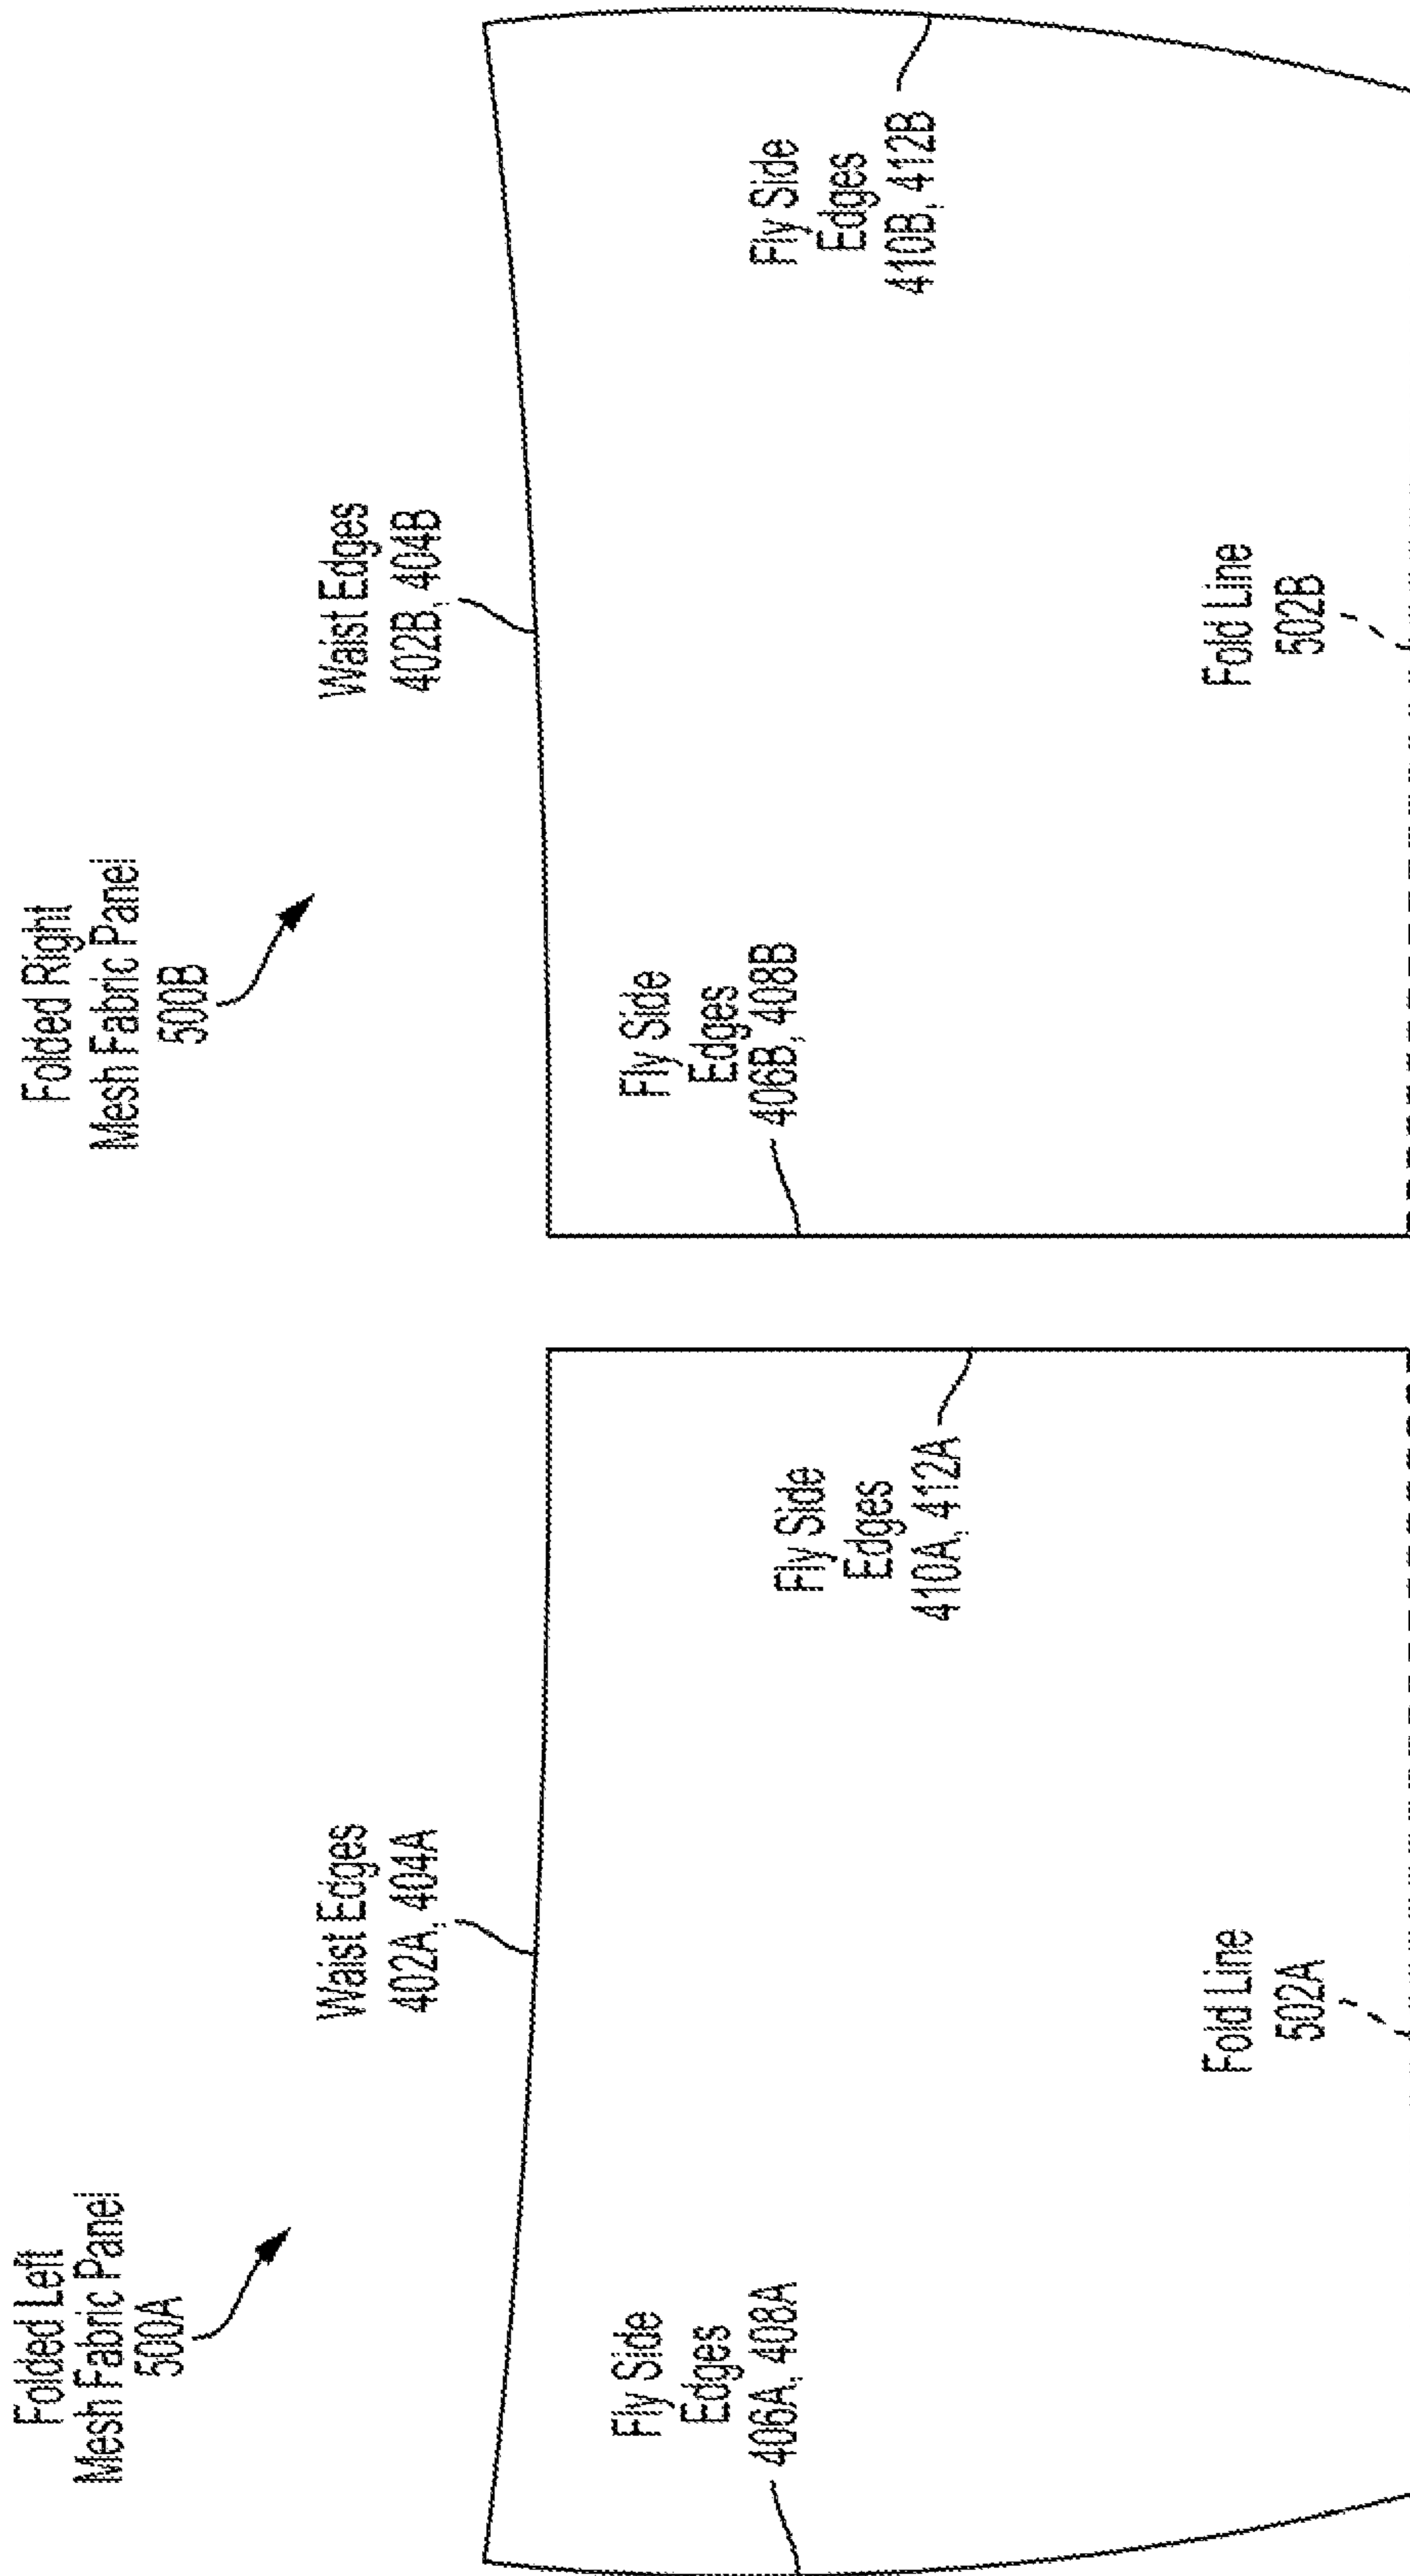 Folded Left
Mesh Fabric Panel
500A
Waist Edges
402A, 404A
Fly Side
Edges
406A, 408A
Fly Side
Edges
410A, 412A
Fold Line
502A
Folded Right
Mesh Fabric Panel
500B
Waist Edges
402B, 404B
Fly Side
Edges
406B, 408B
Fly Side
Edges
410B, 412B
Fold Line
502B